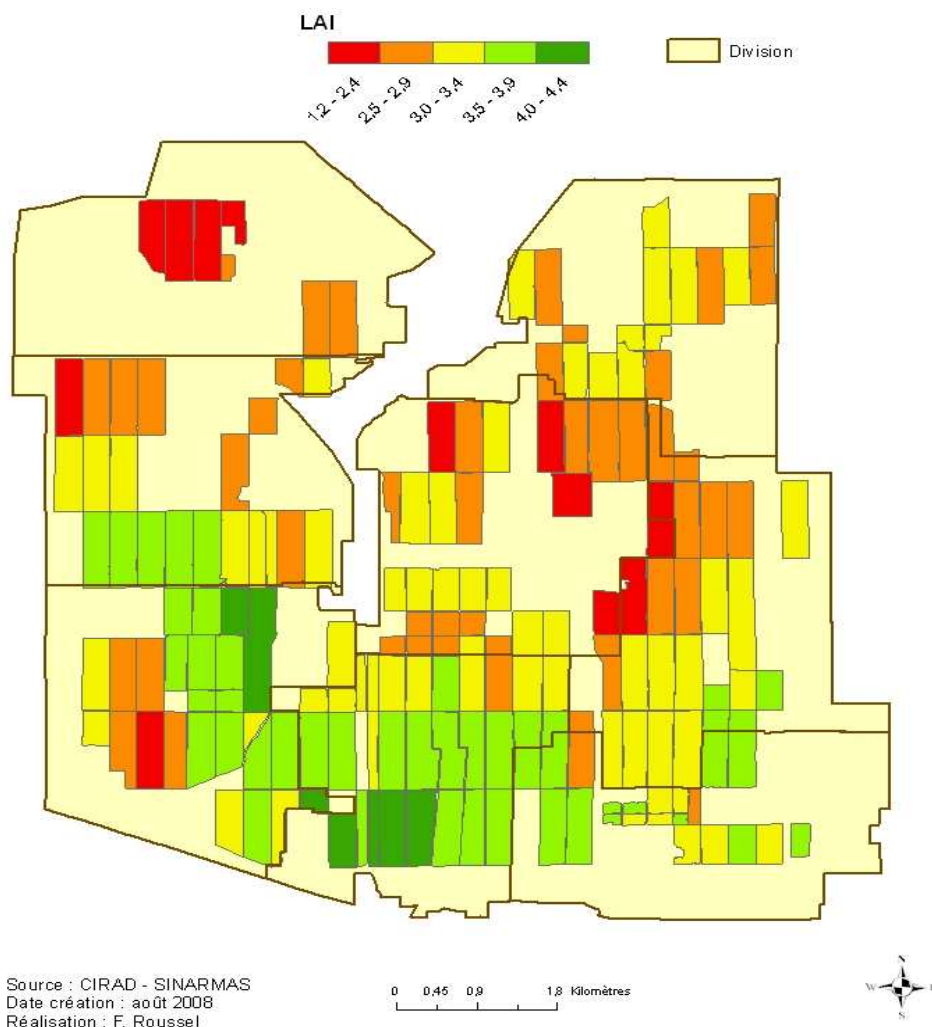 LAI
Division
1,2 - 2,4
2,5 - 2,9
3,0 - 3,4
3,5 - 3,9
4,0 - 4,4
Source : CIRAD - SINARMAS
Date création : août 2008
Réalisation : F. Roussel
0 0,45 0,9 1,8 Kilomètres
N
W E
S